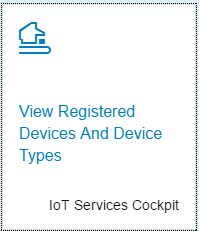 View Registered
Devices And Device
Types
IoT Services Cockpit